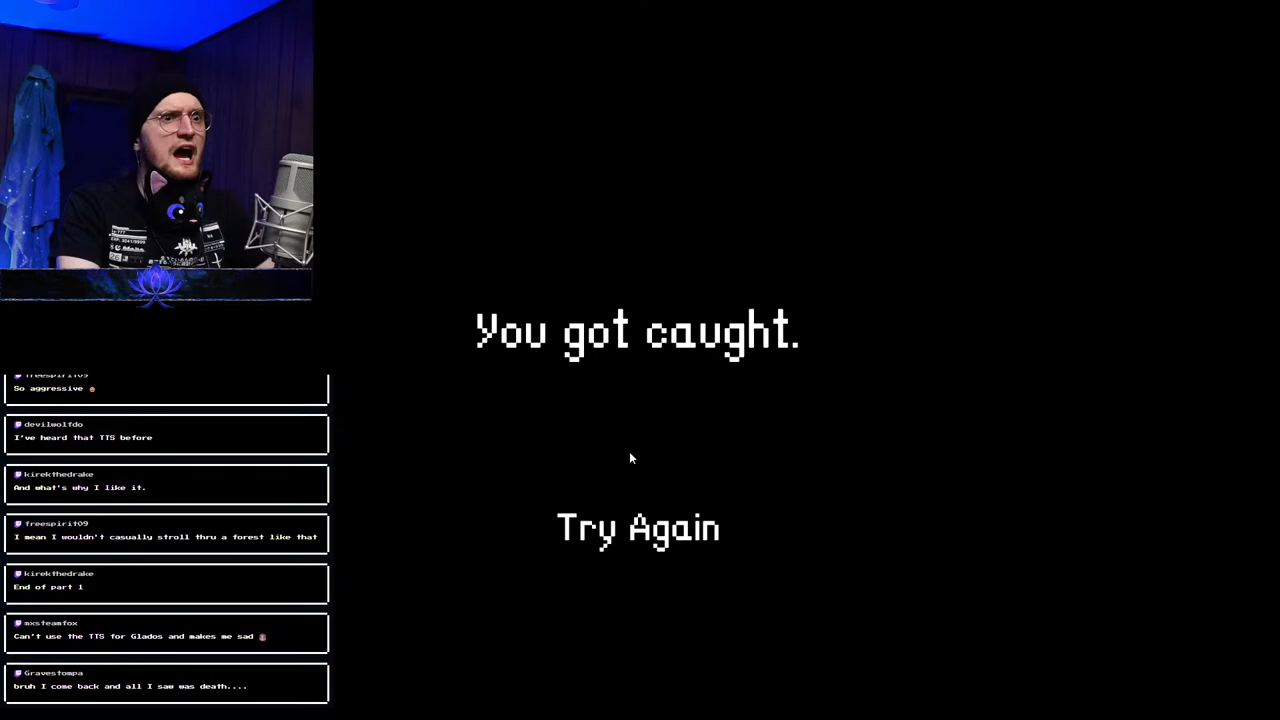 You got caught.
Try Again
So aggressive
devilwolfdo
I've heard that TTS before
kirekthedrake
And what's why I like it.
freespirit09
I mean I wouldn't casually stroll thru a forest like that
kirekthedrake
End of part 1
mxsteamfox
Can't use the TTS for Glados and makes me sad
Gravestompa
bruh I come back and all I saw was death....